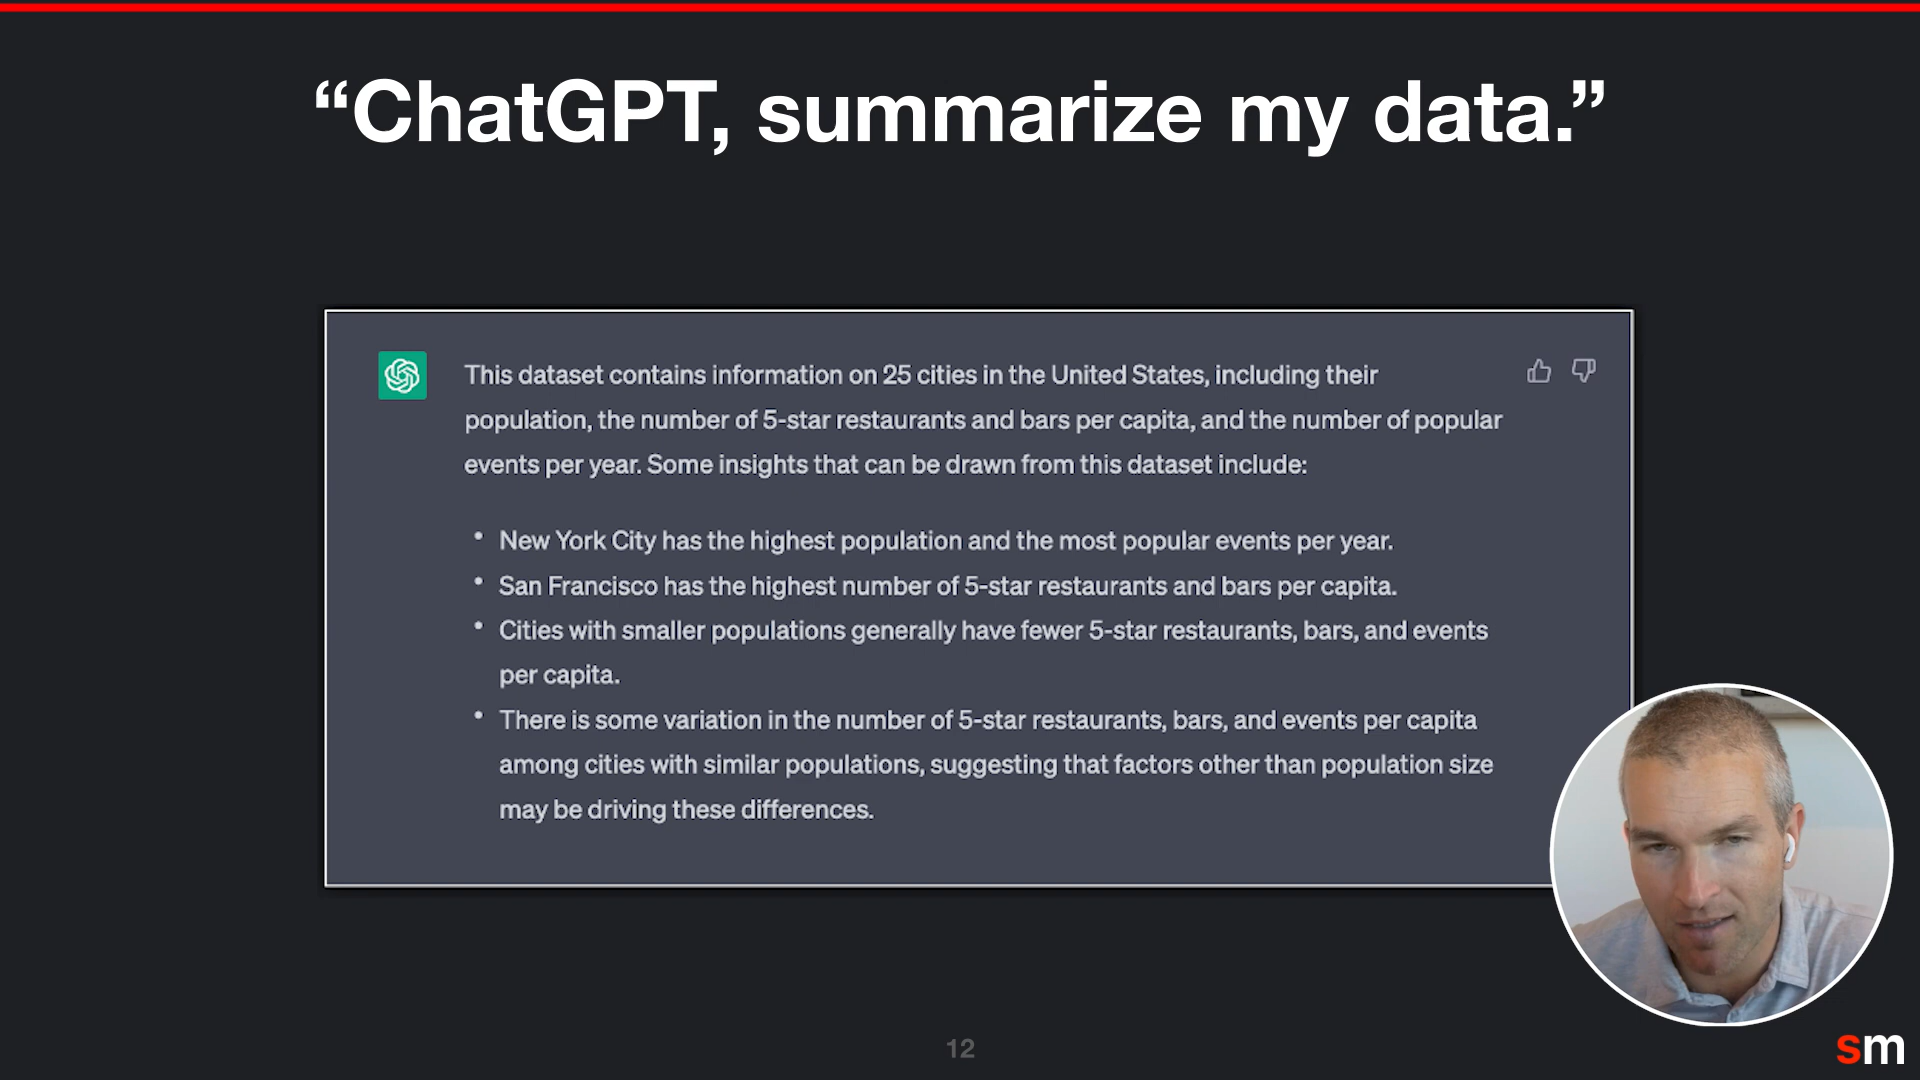 “ChatGPT, summarize my data.”
This dataset contains information on 25 cities in the United States, including their
population, the number of 5-star restaurants and bars per capita, and the number of popular
events per year. Some insights that can be drawn from this dataset include:
• New York City has the highest population and the most popular events per year.
• San Francisco has the highest number of 5-star restaurants and bars per capita.
• Cities with smaller populations generally have fewer 5-star restaurants, bars, and events
per capita.
• There is some variation in the number of 5-star restaurants, bars, and events per capita
among cities with similar populations, suggesting that factors other than population size
may be driving these differences.
12
sm